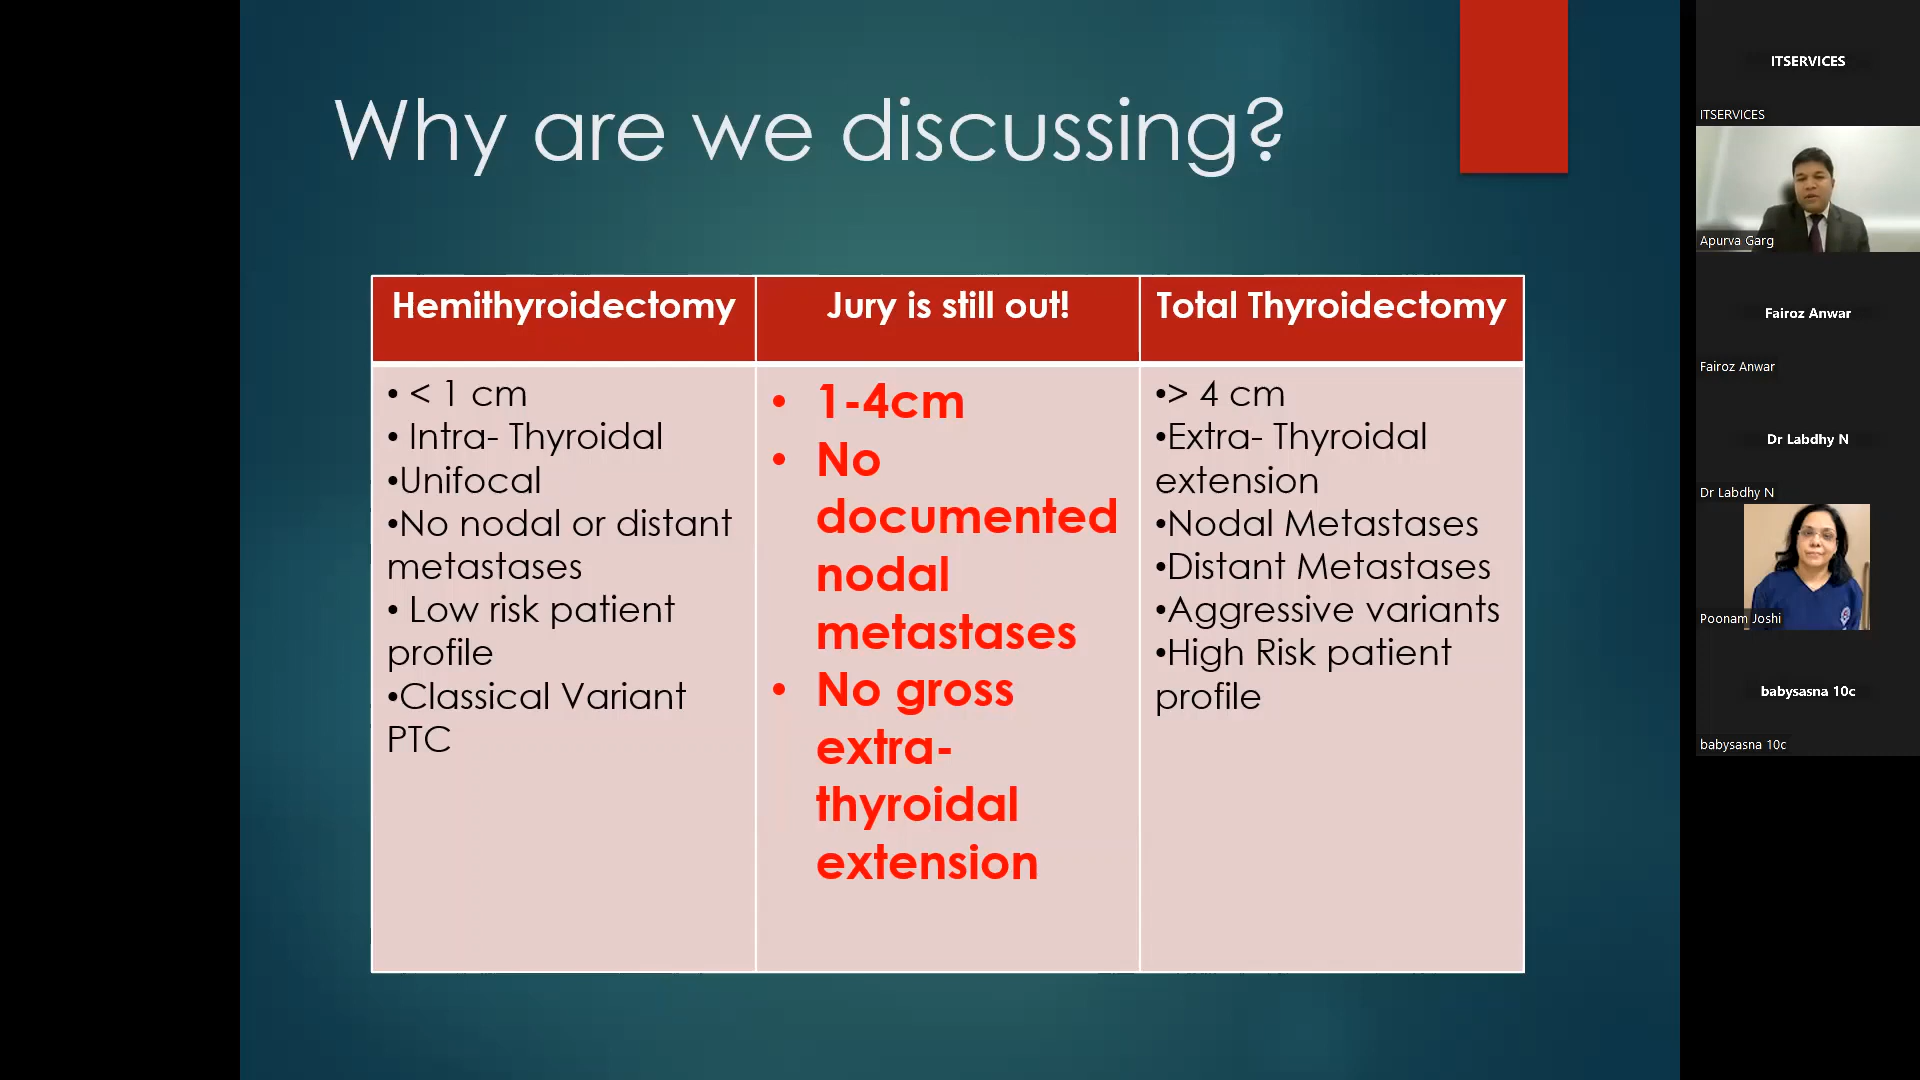 Why are we discussing?
Hemithyroidectomy
• < 1 cm
• Intra- Thyroidal
•Unifocal
•No nodal or distant
metastases
• Low risk patient
profile
•Classical Variant
PTC
Jury is still out!
• 1-4cm
• No
documented
nodal
metastases
• No gross
extra-
thyroidal
extension
Total Thyroidectomy
•> 4 cm
•Extra- Thyroidal
extension
•Nodal Metastases
•Distant Metastases
•Aggressive variants
•High Risk patient
profile
ITSERVICES
ITSERVICES
Apurva Garg
Fairoz Anwar
Fairoz Anwar
Dr Labdhy N
Dr Labdhy N
Poonam Joshi
babysasna 10c
babysasna 10c